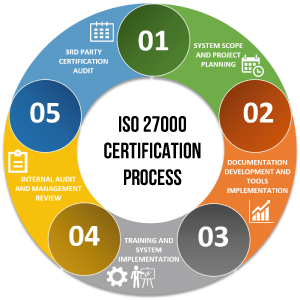 ISO 27000
CERTIFICATION
PROCESS
01
SYSTEM SCOPE
AND PROJECT
PLANNING
02
DOCUMENTATION
DEVELOPMENT AND
TOOLS
IMPLEMENTATION
03
TRAINING AND
SYSTEM
IMPLEMENTATION
04
INTERNAL AUDIT
AND MANAGEMENT
REVIEW
05
3RD PARTY
CERTIFICATION
AUDIT